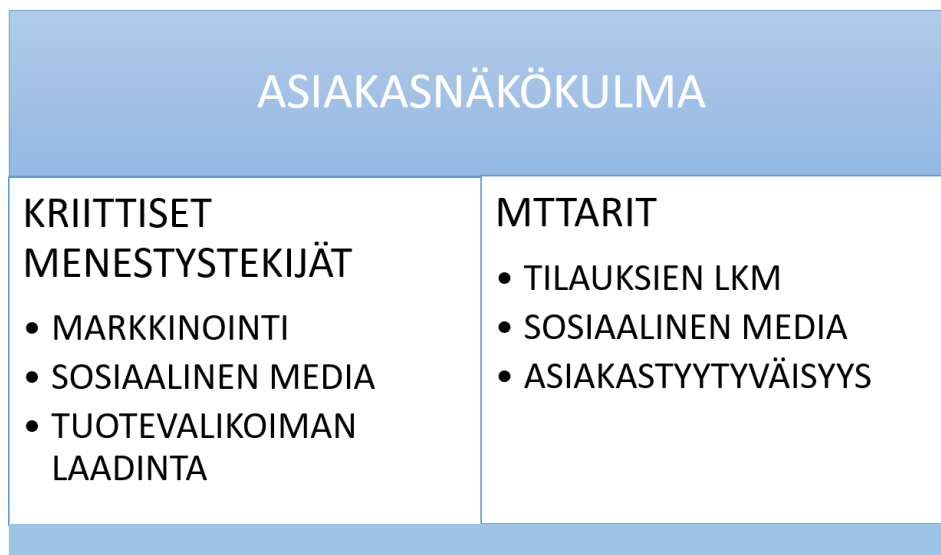 ASIAKASNÄKÖKULMA
KRIITTISET
MENESTYSTEKIJÄT
• MARKKINOINTI
• SOSIAALINEN MEDIA
• TUOTEVALIKOIMAN
LAADINTA
MTTARIT
• TILAUKSIEN LKM
• SOSIAALINEN MEDIA
• ASIAKASTYYTYVÄISYYS